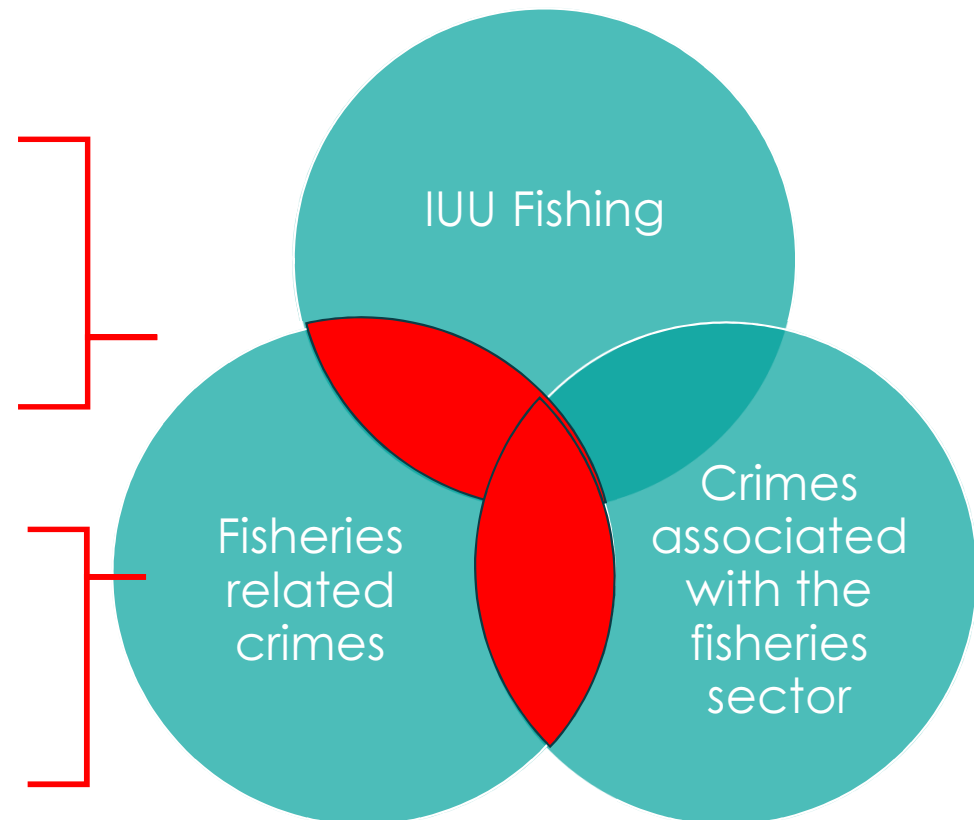 IUU Fishing
Fisheries
related
crimes
Crimes
associated
with the
fisheries
sector